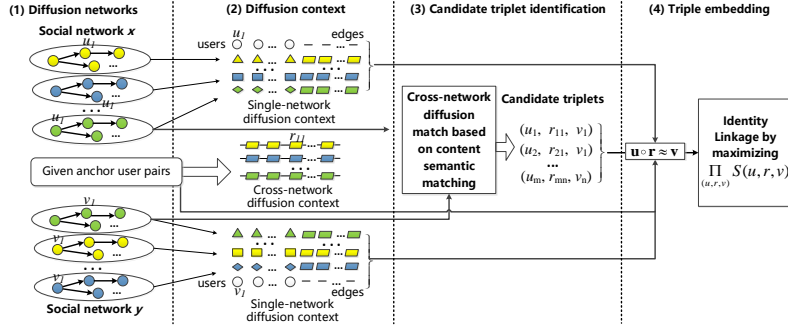 (1) Diffusion networks
(2) Diffusion context
(3) Candidate triplet identification
(4) Triple embedding
Social network x
u1
...
...
u1
u1
...
Given anchor user pairs
v1
...
v1
...
...
v1
...
Social network y
u1
users
edges
...
...
...
...
...
...
Single-network
diffusion context
r11
...
...
...
Cross-network
diffusion context
...
...
...
...
...
...
users
edges
v1
Single-network
diffusion context
Cross-network
diffusion
match based
on content
semantic
matching
Candidate triplets
(u1, r11, v1)
(u2, r21, v1)
...
(um, rmn, vn)
u∘r≈v
Identity
Linkage by
maximizing
∏ S(u,r,v)
(u,r,v)